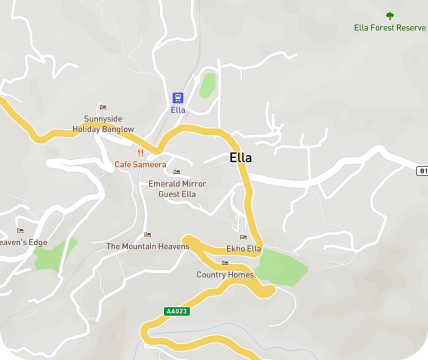 Ella Forest Reserve
Ella
Sunnyside
Holiday Banglow
Ella
Café Sameera
B1
Emerald Mirror
Guest Ella
eaven's Edge
The Mountain Heavens
Ekho Ella
Country Homes
AA023